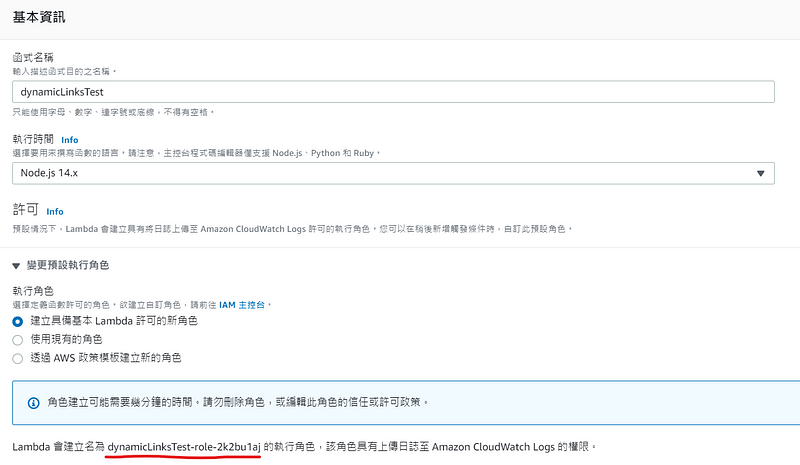 基本資訊
函式名稱
輸入描述函式目的之名稱。
dynamicLinksTest
只能使用字母、數字、連字號或底線，不得有空格。
執行時間 Info
選擇要用來撰寫函數的語言。請注意，主控台程式碼編輯器僅支援 Node.js、Python 和 Ruby。
Node.js 14.x
許可 Info
預設情況下，Lambda 會建立具有將日誌上傳至 Amazon CloudWatch Logs 許可的執行角色。您可以在稍後新增觸發條件時，自訂此預設角色。
變更預設執行角色
執行角色
選擇定義函數許可的角色。欲建立自訂角色，請前往 IAM 主控台。
建立具備基本 Lambda 許可的新角色
使用現有的角色
透過 AWS 政策模板建立新的角色
角色建立可能需要幾分鐘的時間。請勿刪除角色，或編輯此角色的信任或許可政策。
Lambda 會建立名為 dynamicLinksTest-role-2k2bu1aj 的執行角色，該角色具有上傳日誌至 Amazon CloudWatch Logs 的權限。